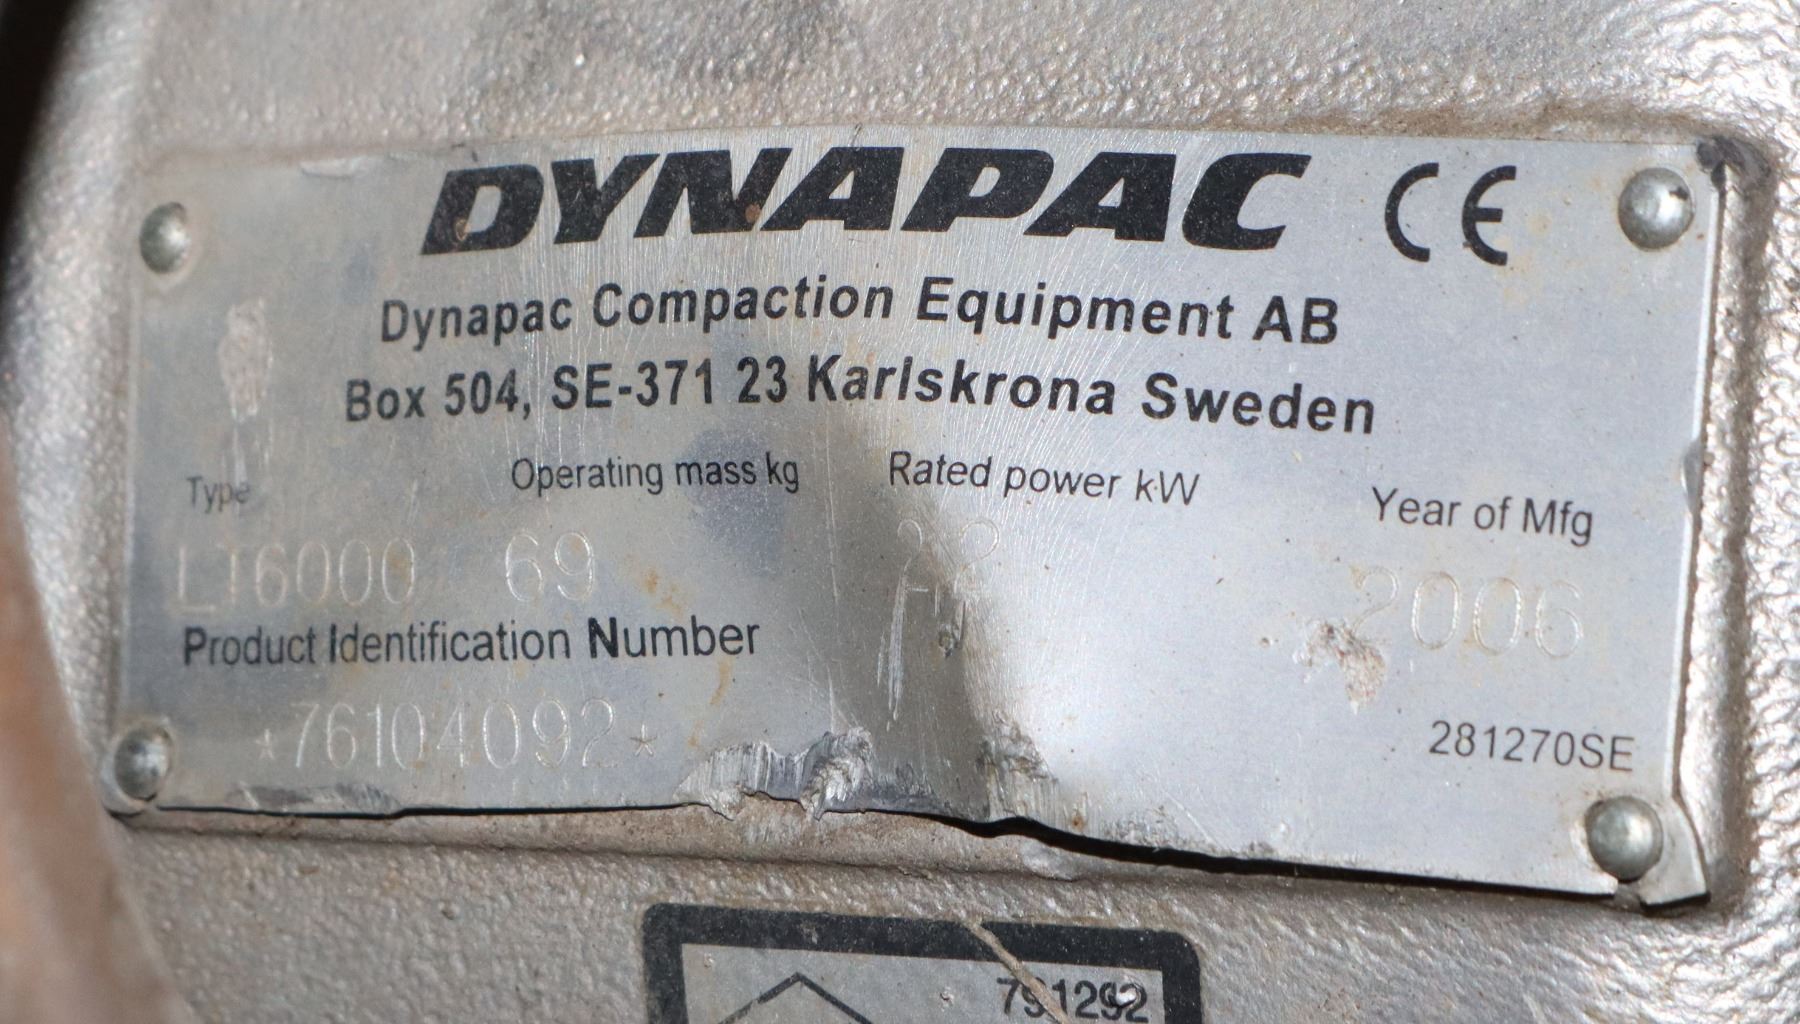 DYNAPAC CE
Dynapac Compaction Equipment AB
Box 504, SE-371 23 Karlskrona Sweden
Type Operating mass kg Rated power kW Year of Mfg
LT6000 69 2006
Product Identification Number
*76104092*
281270SE
791292